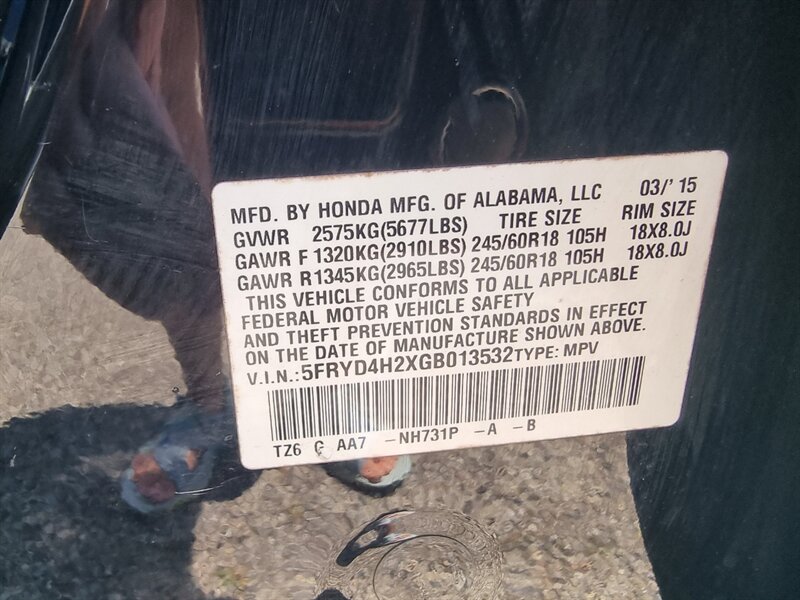 MFD. BY HONDA MFG. OF ALABAMA, LLC 03/'15
GVWR 2575KG(5677LBS) TIRE SIZE RIM SIZE
GAWR F 1320KG(2910LBS) 245/60R18 105H 18X8.0J
GAWR R1345KG(2965LBS) 245/60R18 105H 18X8.0J
THIS VEHICLE CONFORMS TO ALL APPLICABLE
FEDERAL MOTOR VEHICLE SAFETY
AND THEFT PREVENTION STANDARDS IN EFFECT
ON THE DATE OF MANUFACTURE SHOWN ABOVE.
V.I.N.:5FRYD4H2XGB013532TYPE: MPV
TZ6 C AA7 -NH731P -A -B